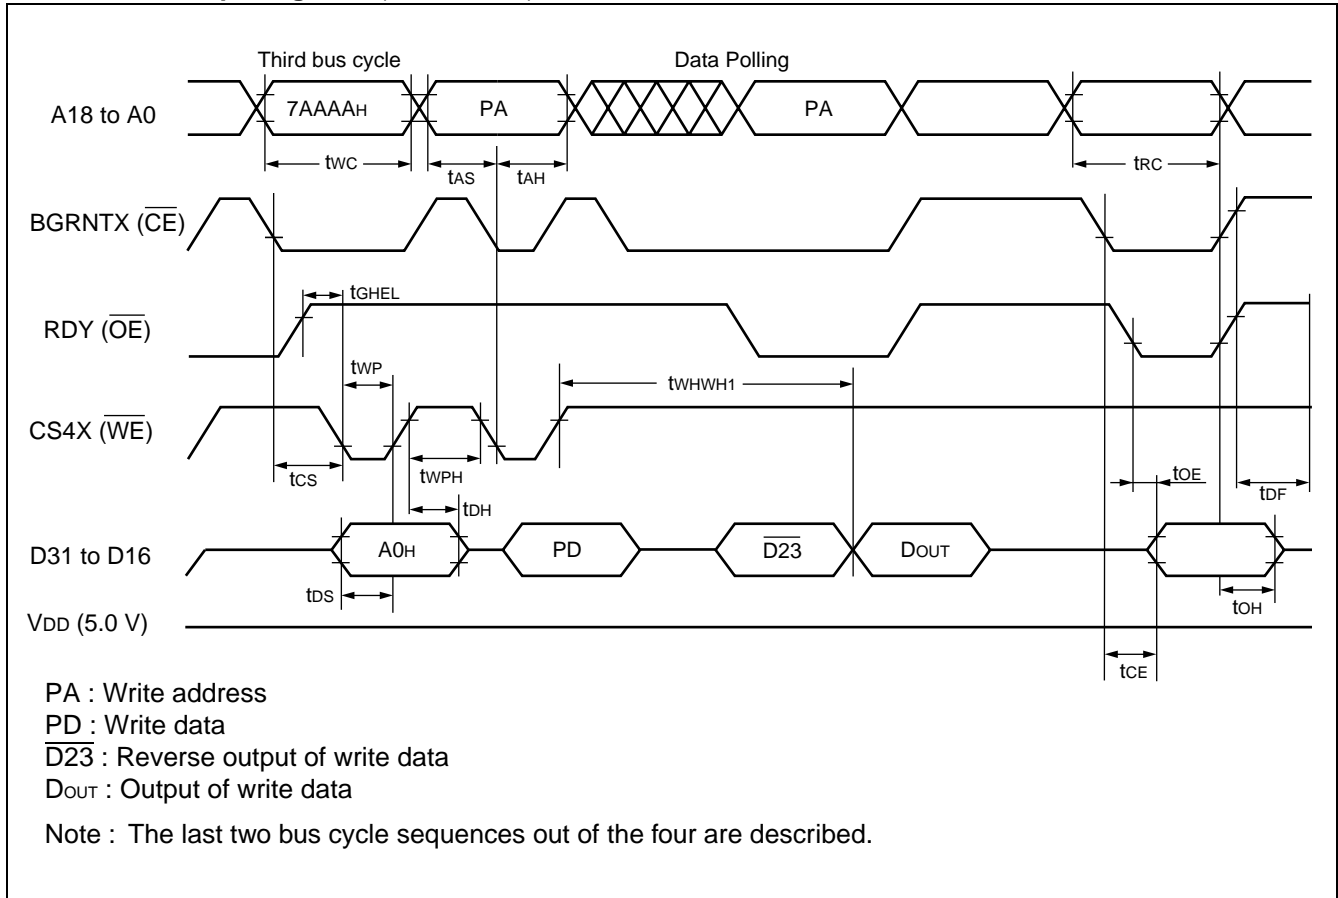 Third bus cycle Data Polling
A18 to A0 7AAAAH PA PA
tWC tAS tAH tRC
BGRNTX (CE)
tGHEL
RDY (OE)
tWP tWHWH1
CS4X (WE)
tCS tWPH tOE tDF
tDH
D31 to D16 A0H PD D23 DOUT
tDS tOH
VDD (5.0 V)
tCE
PA : Write address
PD : Write data
D23 : Reverse output of write data
DOUT : Output of write data
Note : The last two bus cycle sequences out of the four are described.